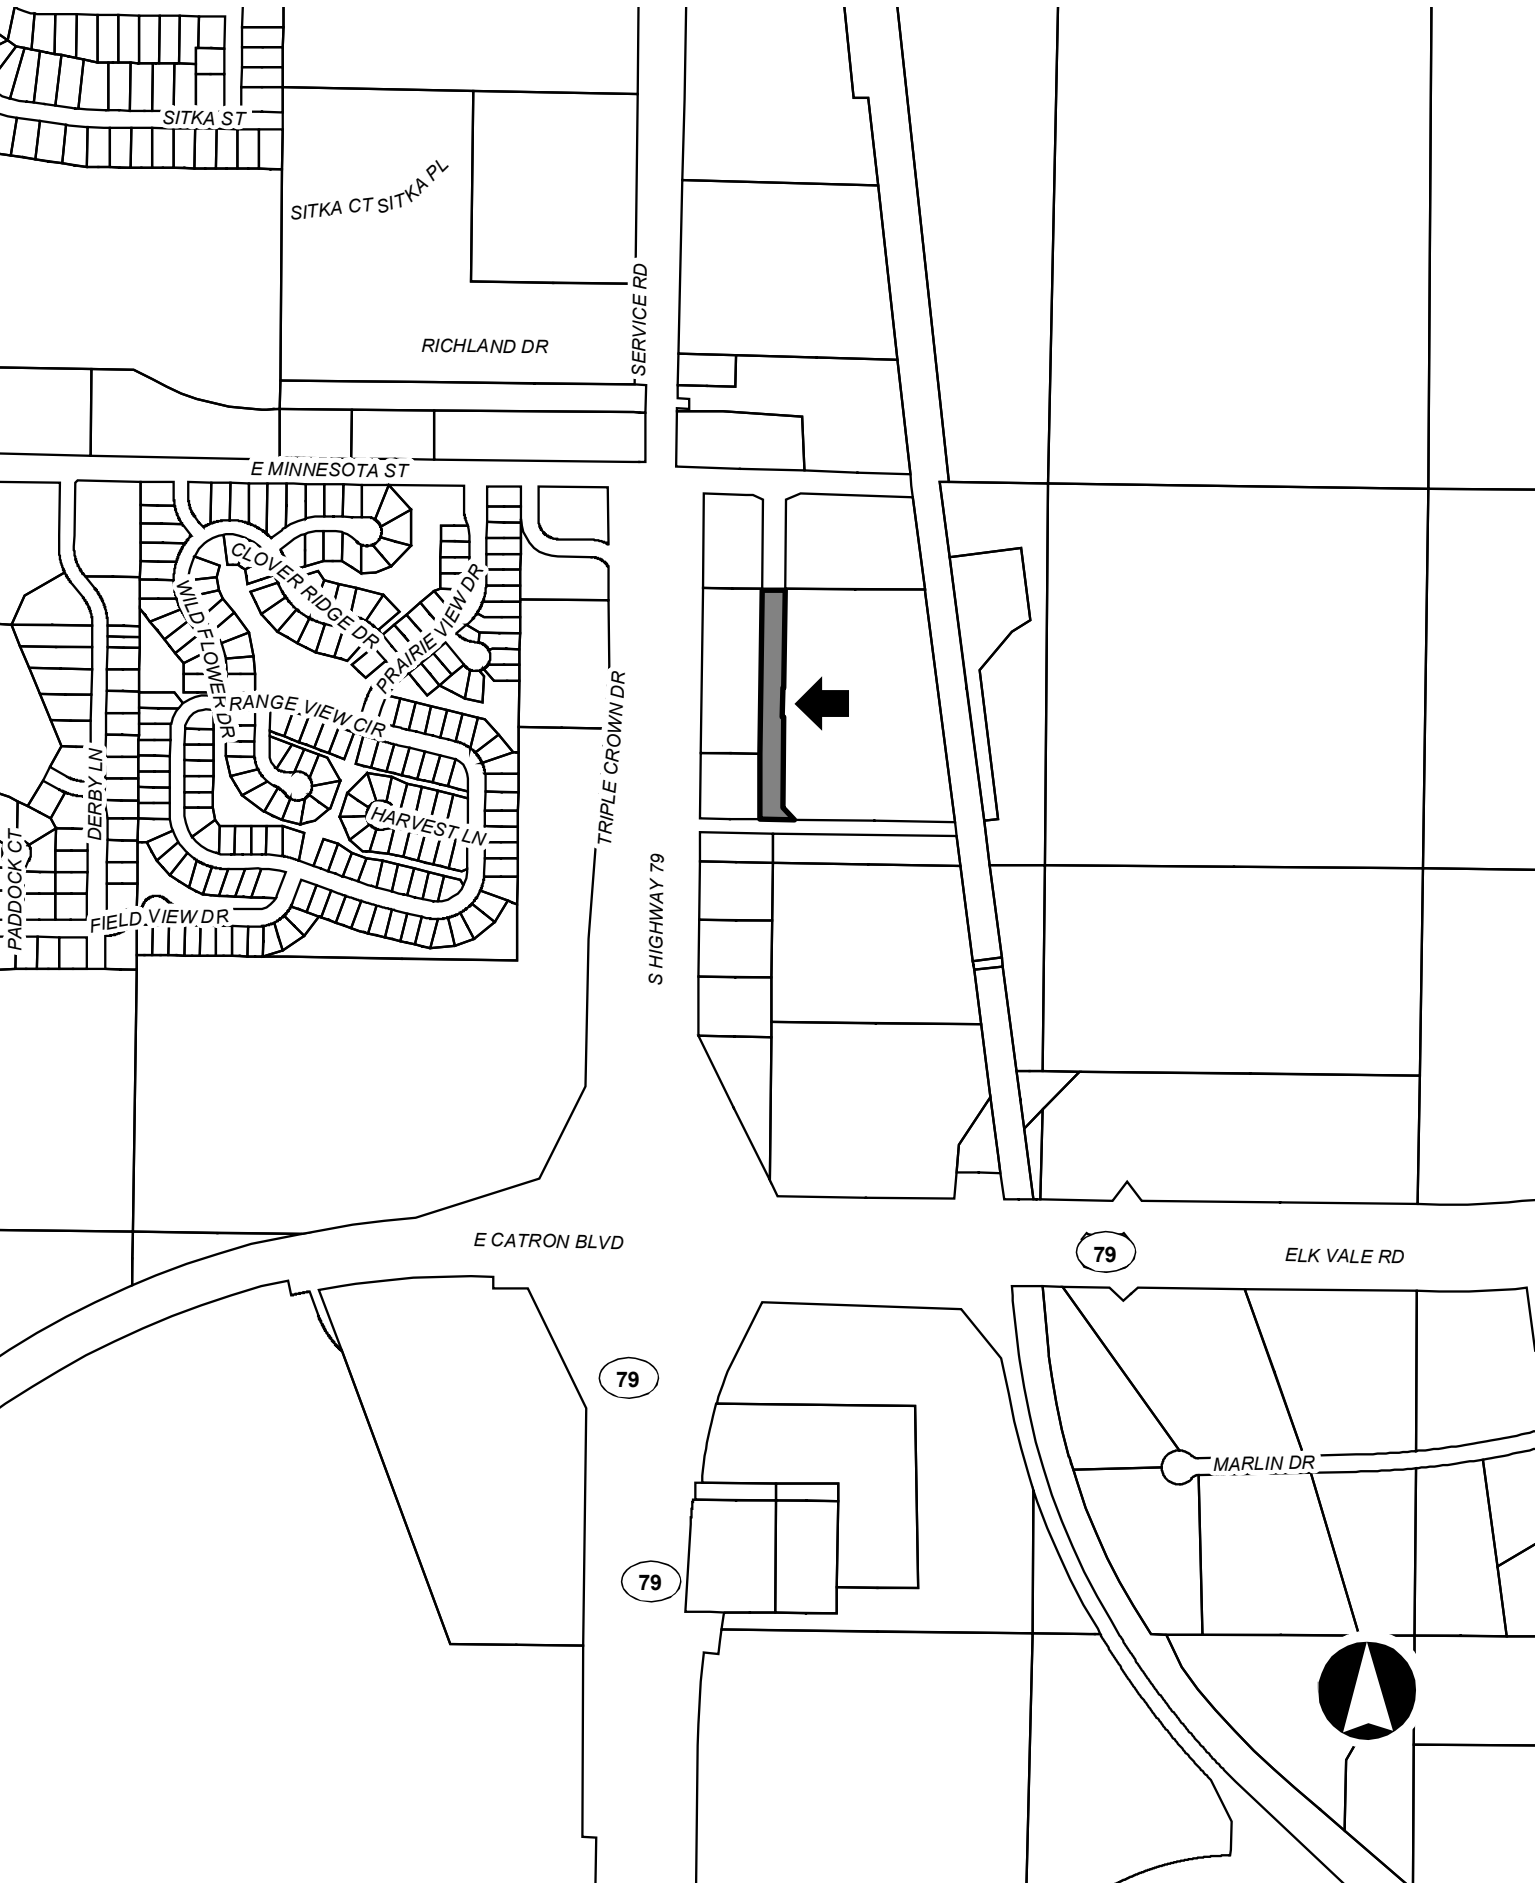 SITKA ST
SITKA CT
SITKA PL
SERVICE RD
RICHLAND DR
E MINNESOTA ST
CLOVER RIDGE DR
WILD FLOWER DR
PRAIRIE VIEW DR
RANGE VIEW CIR
TRIPLE CROWN DR
DERBY LN
HARVEST LN
PADDOCK CT
FIELD VIEW DR
S HIGHWAY 79
E CATRON BLVD
79
ELK VALE RD
79
MARLIN DR
79